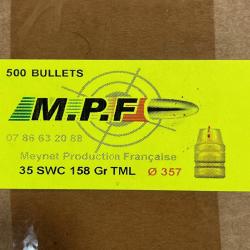 500 BULLETS
M.P.F
07 86 63 20 88
Meynet Production Française
35 SWC 158 Gr TML Ø 357